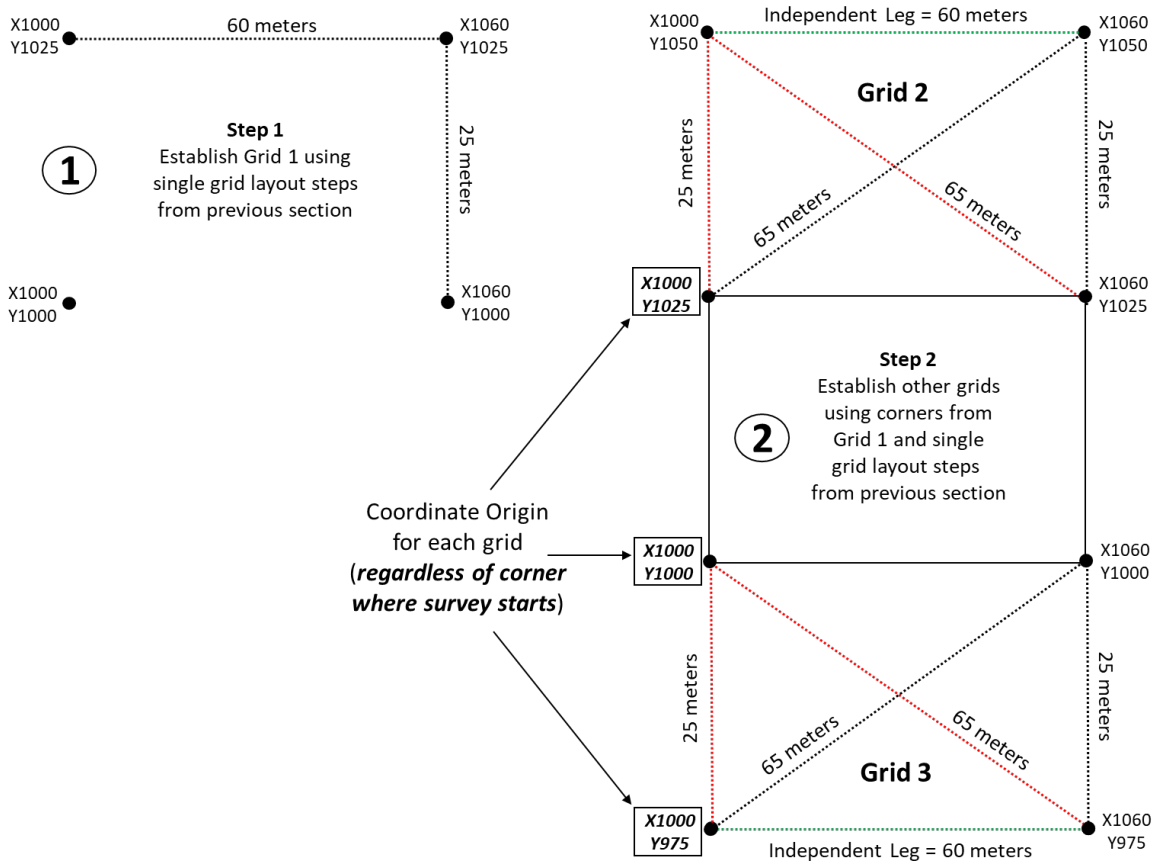 X1000
Y1025
60 meters
X1060
Y1025
25 meters
1
Step 1
Establish Grid 1 using
single grid layout steps
from previous section
X1000
Y1000
X1060
Y1000
X1000
Y1050
Independent Leg = 60 meters
X1060
Y1050
Grid 2
25 meters
65 meters
65 meters
25 meters
X1000
Y1025
X1060
Y1025
2
Step 2
Establish other grids
using corners from
Grid 1 and single
grid layout steps
from previous section
Coordinate Origin
for each grid
(regardless of corner
where survey starts)
X1000
Y1000
X1060
Y1000
25 meters
65 meters
65 meters
25 meters
Grid 3
X1000
Y975
Independent Leg = 60 meters
X1060
Y975